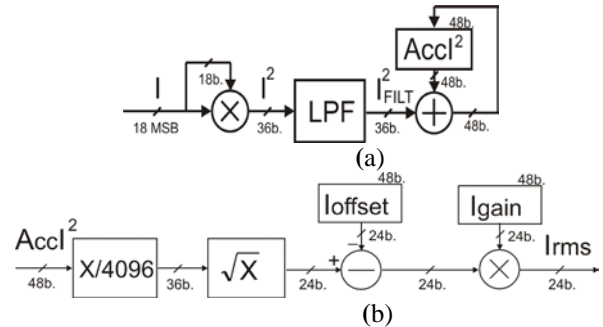 48b.
AccI²
48b.
I
18b.
I²
LPF
I²FILT
18 MSB
36b.
36b.
48b.
(a)
48b.
Ioffset
24b.
48b.
Igain
24b.
AccI²
48b.
X/4096
36b.
√X
24b.
24b.
Irms
24b.
(b)